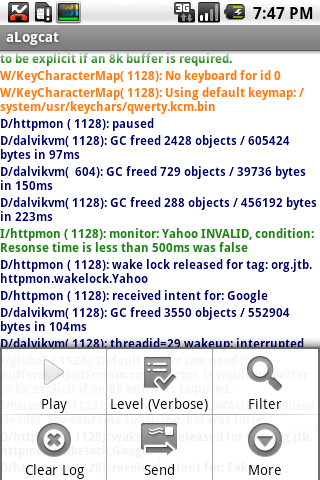 3G 7:47 PM
aLogcat
to be explicit if an 8k buffer is required.
W/KeyCharacterMap( 1128): No keyboard for id 0
W/KeyCharacterMap( 1128): Using default keymap: /
system/usr/keychars/qwerty.kcm.bin
D/httpmon ( 1128): paused
D/dalvikvm( 1128): GC freed 2428 objects / 605424
bytes in 97ms
D/dalvikvm(  604): GC freed 729 objects / 39736 bytes
in 150ms
D/dalvikvm( 1128): GC freed 3288 objects / 456192 bytes
in 223ms
I/httpmon ( 1128): monitor: Yahoo INVALID, condition:
Resonse time is less than 500ms was false
D/httpmon ( 1128): wake lock released for tag: org.jtb.
httpmon.wakelock.Yahoo
D/httpmon ( 1128): received intent for: Google
D/dalvikvm( 1128): GC freed 3550 objects / 552904
bytes in 104ms
D/dalvikvm( 1128): threadid=29 wakeup: interrupted
Play
Level (Verbose)
Filter
Clear Log
Send
More